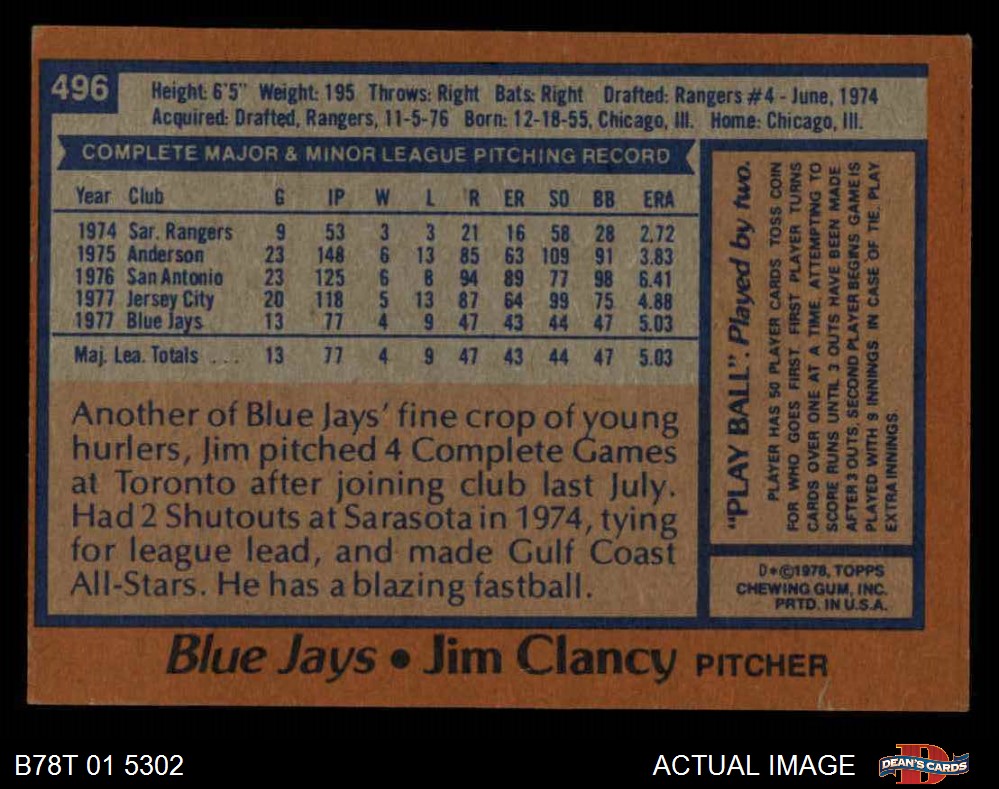 496
Height: 6'5" Weight: 195 Throws: Right Bats: Right Drafted: Rangers #4 - June, 1974
Acquired: Drafted, Rangers, 11-5-76 Born: 12-18-55, Chicago, Ill. Home: Chicago, Ill.
COMPLETE MAJOR & MINOR LEAGUE PITCHING RECORD
Year Club G IP W L R ER SO BB ERA
1974 Sar. Rangers 9 53 3 3 21 16 58 28 2.72
1975 Anderson 23 148 6 13 85 63 109 91 3.83
1976 San Antonio 23 125 6 8 94 89 77 98 6.41
1977 Jersey City 20 118 5 13 87 64 99 75 4.88
1977 Blue Jays 13 77 4 9 47 43 44 47 5.03
Maj. Lea. Totals ... 13 77 4 9 47 43 44 47 5.03
Another of Blue Jays' fine crop of young
hurlers, Jim pitched 4 Complete Games
at Toronto after joining club last July.
Had 2 Shutouts at Sarasota in 1974, tying
for league lead, and made Gulf Coast
All-Stars. He has a blazing fastball.
"PLAY BALL". Played by two.
PLAYER HAS 50 PLAYER CARDS TOSS COIN
FOR WHO GOES FIRST. FIRST PLAYER TURNS
CARDS OVER ONE AT A TIME. ATTEMPTING TO
SCORE RUNS UNTIL 3 OUTS HAVE BEEN MADE
AFTER 3 OUTS, SECOND PLAYER BEGINS GAME IS
PLAYED WITH 9 INNINGS. IN CASE OF TIE, PLAY
EXTRA INNINGS.
D*©1978, TOPPS
CHEWING GUM, INC.
PRTD. IN U.S.A.
Blue Jays • Jim Clancy PITCHER
B78T 01 5302
ACTUAL IMAGE
D
DEAN'S CARDS